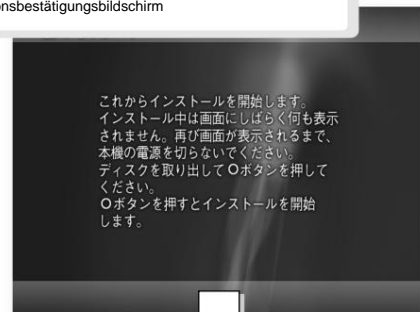 onsbestätigungsbildschirm
これからインストールを開始します。
インストール中は画面にしばらく何も表示
されません。再び画面が表示されるまで、
本機の電源を切らないでください。
ディスクを取り出して○ボタンを押して
ください。
○ボタンを押すとインストールを開始
します。